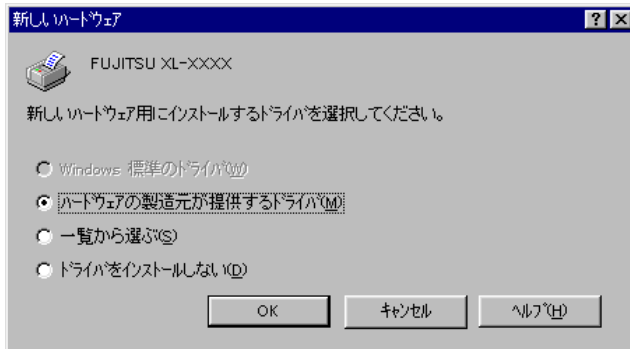 新しいハードウェア
FUJITSU XL-XXXX
新しいハードウェア用にインストールするドライバを選択してください。
Windows 標準のドライバ(W)
ハードウェアの製造元が提供するドライバ(M)
一覧から選ぶ(S)
ドライバをインストールしない(D)
OK キャンセル ヘルプ(H)